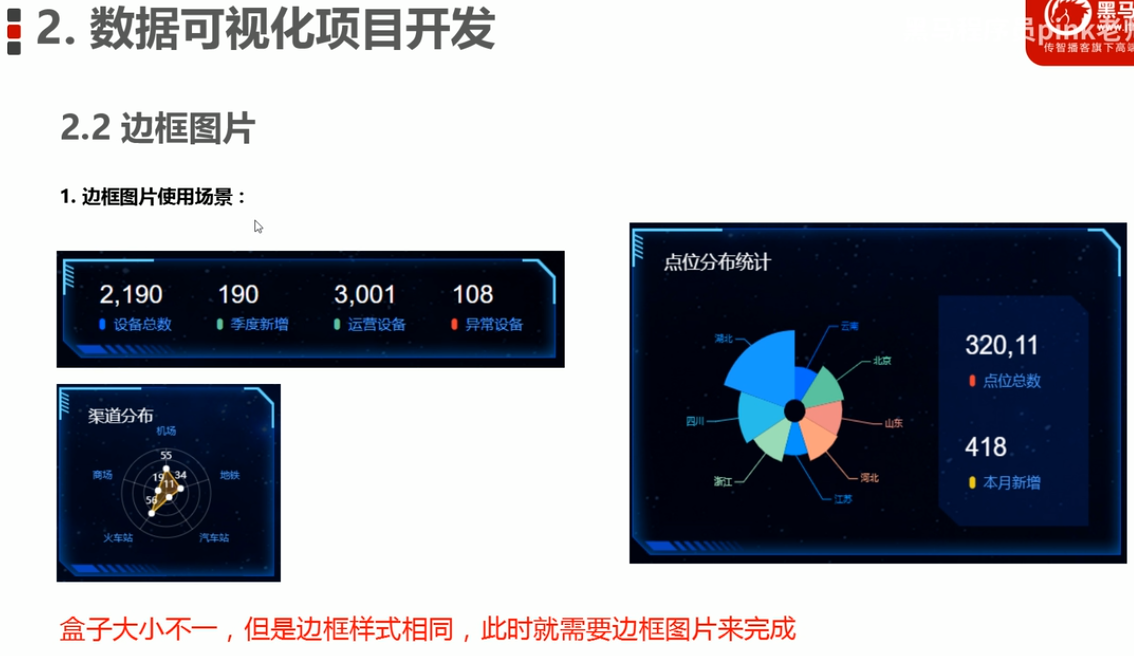 2. 数据可视化项目开发
黑马
员pink老师
传智播客旗下高端
2.2 边框图片
1. 边框图片使用场景：
2,190 190 3,001 108
设备总数 季度新增 运营设备 异常设备
渠道分布
机场
55
商场 19 34 地铁
11
56
火车站 汽车站
点位分布统计
湖北 云南
北京
四川 山东
浙江 河北
江苏
320,11
点位总数
418
本月新增
盒子大小不一，但是边框样式相同，此时就需要边框图片来完成